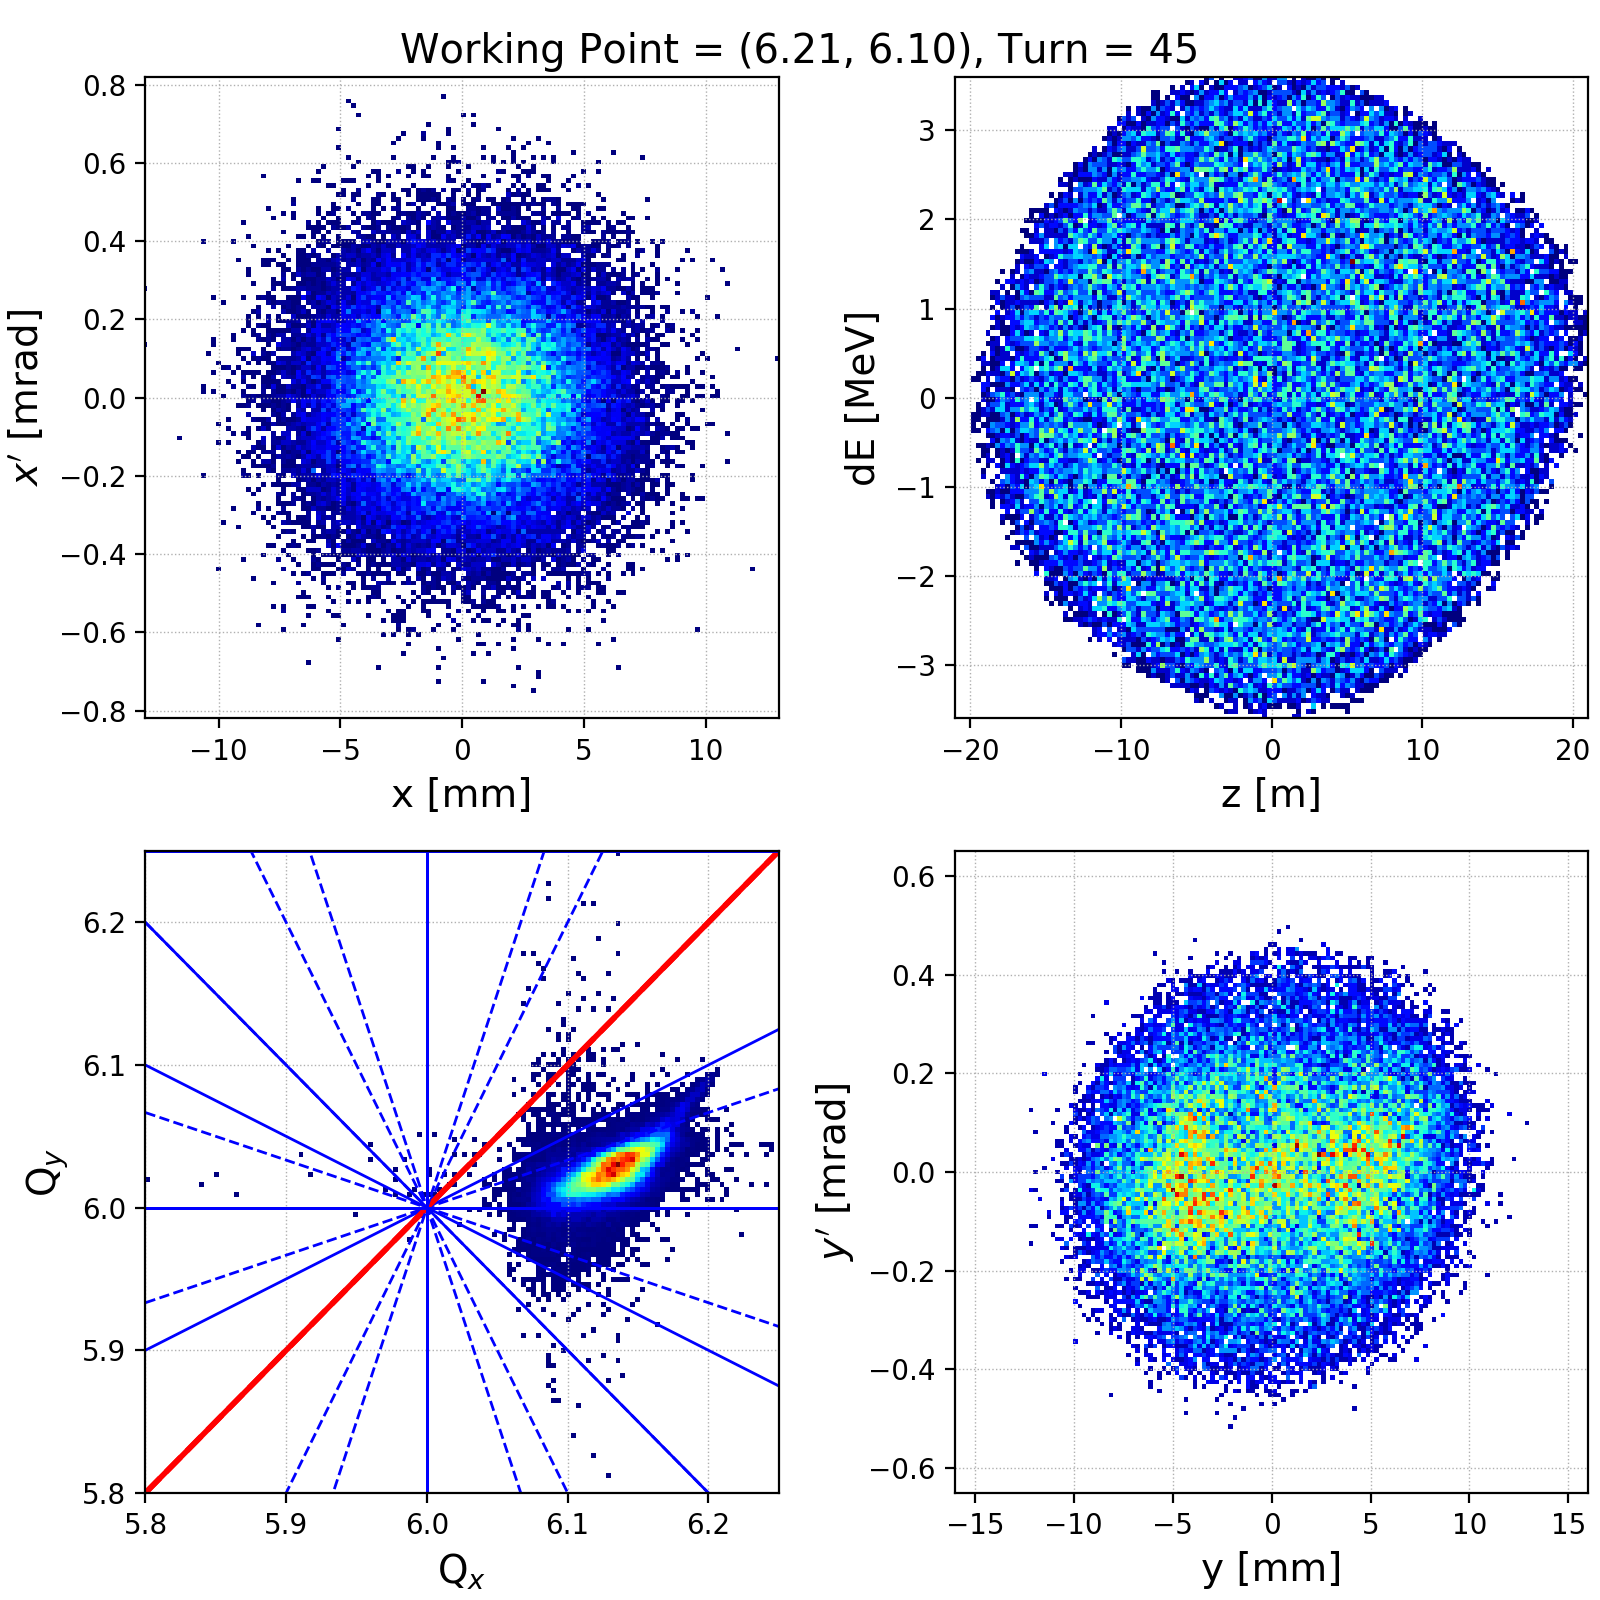 Working Point = (6.21, 6.10), Turn = 45
0.8
0.6
0.4
0.2
0.0
−0.2
−0.4
−0.6
−0.8
x′ [mrad]
−10 −5 0 5 10
x [mm]
3
2
1
0
−1
−2
−3
dE [MeV]
−20 −10 0 10 20
z [m]
6.2
6.1
6.0
5.9
5.8
Qy
5.8 5.9 6.0 6.1 6.2
Qx
0.6
0.4
0.2
0.0
−0.2
−0.4
−0.6
y′ [mrad]
−15 −10 −5 0 5 10 15
y [mm]